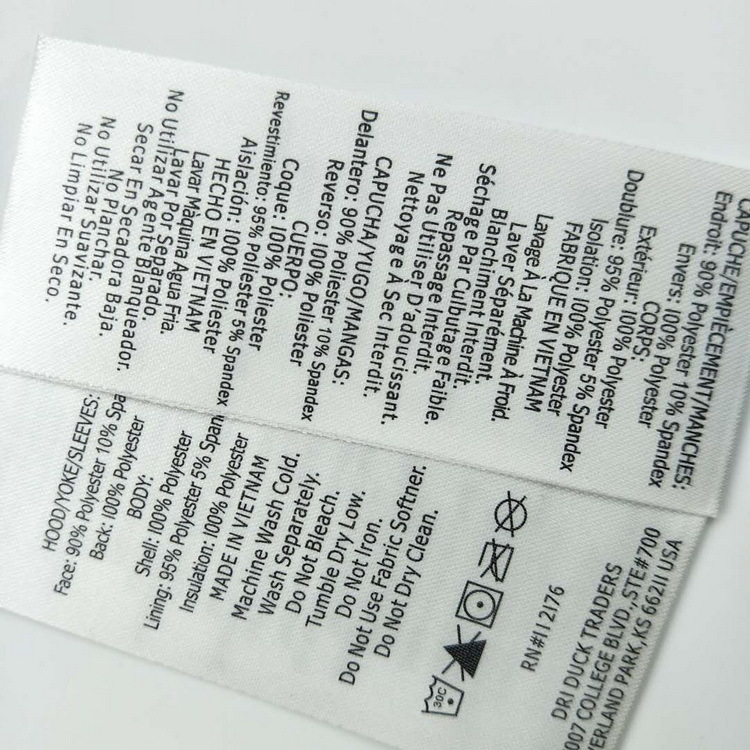 CAPUCHE/EMPIÈCEMENT/MANCHES:
Endroit: 90% Polyester 10% Spandex
Envers: 100% Polyester
CORPS:
Extérieur: 100% Polyester
Doublure: 95% Polyester 5% Spandex
Isolation: 100% Polyester
FABRIQUE EN VIETNAM
Lavage À La Machine À Froid.
Laver Séparément.
Blanchiment Interdit.
Séchage Par Culbutage Faible.
Repassage Interdit.
Ne Pas Utiliser D'adoucissant.
Nettoyage À Sec Interdit.
CAPUCHA/YUGO/MANGAS:
Delantero: 90% Poliester 10% Spandex
Reverso: 100% Poliester
CUERPO:
Coque: 100% Poliester
Revestimiento: 95% Poliester 5% Spandex
Aislación: 100% Poliester
HECHO EN VIETNAM
Lavar Màquina Agua Fria.
Lavar Por Separado.
No Utilizar Agente Blanqueador.
Secar En Secadora Baja.
No Planchar.
No Utilizar Suavizante.
No Limpiar En Seco.
HOOD/YOKE/SLEEVES:
Face: 90% Polyester 10% Spa
Back: 100% Polyester
BODY:
Shell: 100% Polyester
Lining: 95% Polyester 5% Span
Insulation: 100% Polyester
MADE IN VIETNAM
Machine Wash Cold.
Wash Separately.
Do Not Bleach.
Tumble Dry Low.
Do Not Iron.
Do Not Use Fabric Softner.
Do Not Dry Clean.
30C
RN#112176
DRI DUCK TRADERS
007 COLLEGE BLVD.,STE#700
ERLAND PARK, KS 66211 USA